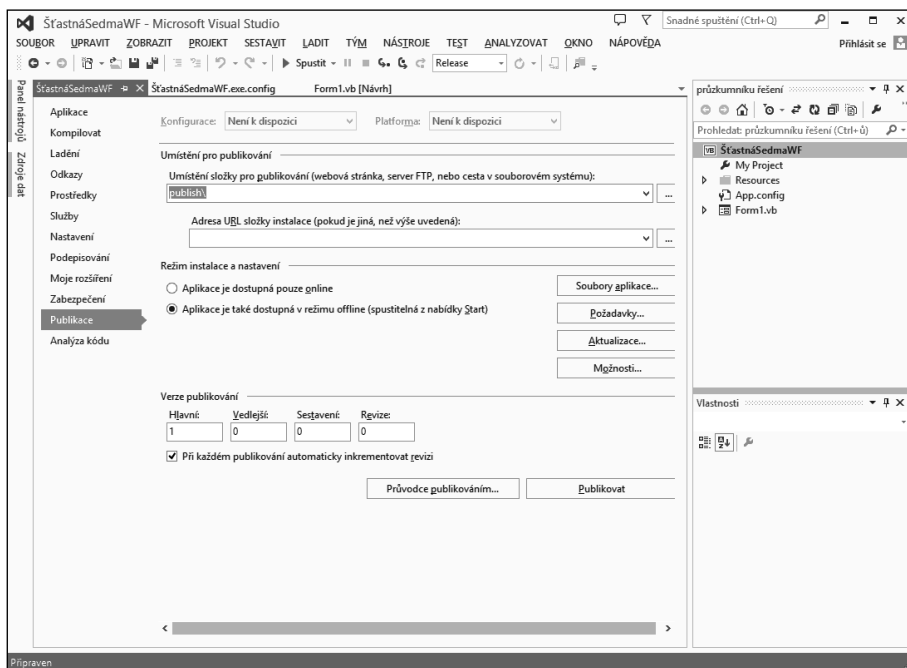 ŠťastnáSedmaWF - Microsoft Visual Studio
Snadné spuštění (Ctrl+Q)
SOUBOR UPRAVIT ZOBRAZIT PROJEKT SESTAVIT LADIT TÝM NÁSTROJE TEST ANALYZOVAT OKNO NÁPOVĚDA
Přihlásit se
Spustit
Release
Panel nástrojů
Zdroje dat
ŠťastnáSedmaWF
ŠťastnáSedmaWF.exe.config
Form1.vb [Návrh]
Aplikace
Kompilovat
Ladění
Odkazy
Prostředky
Služby
Nastavení
Podepisování
Moje rozšíření
Zabezpečení
Publikace
Analýza kódu
Konfigurace: Není k dispozici
Platforma: Není k dispozici
Umístění pro publikování
Umístění složky pro publikování (webová stránka, server FTP, nebo cesta v souborovém systému):
publish\
...
Adresa URL složky instalace (pokud je jiná, než výše uvedená):
...
Režim instalace a nastavení
Aplikace je dostupná pouze online
Aplikace je také dostupná v režimu offline (spustitelná z nabídky Start)
Soubory aplikace...
Požadavky...
Aktualizace...
Možnosti...
Verze publikování
Hlavní: Vedlejší: Sestavení: Revize:
1 0 0 0
Při každém publikování automaticky inkrementovat revizi
Průvodce publikováním...
Publikovat
průzkumníku řešení
Prohledat: průzkumníku řešení (Ctrl+ů)
VB ŠťastnáSedmaWF
My Project
Resources
App.config
Form1.vb
Vlastnosti
Připraven